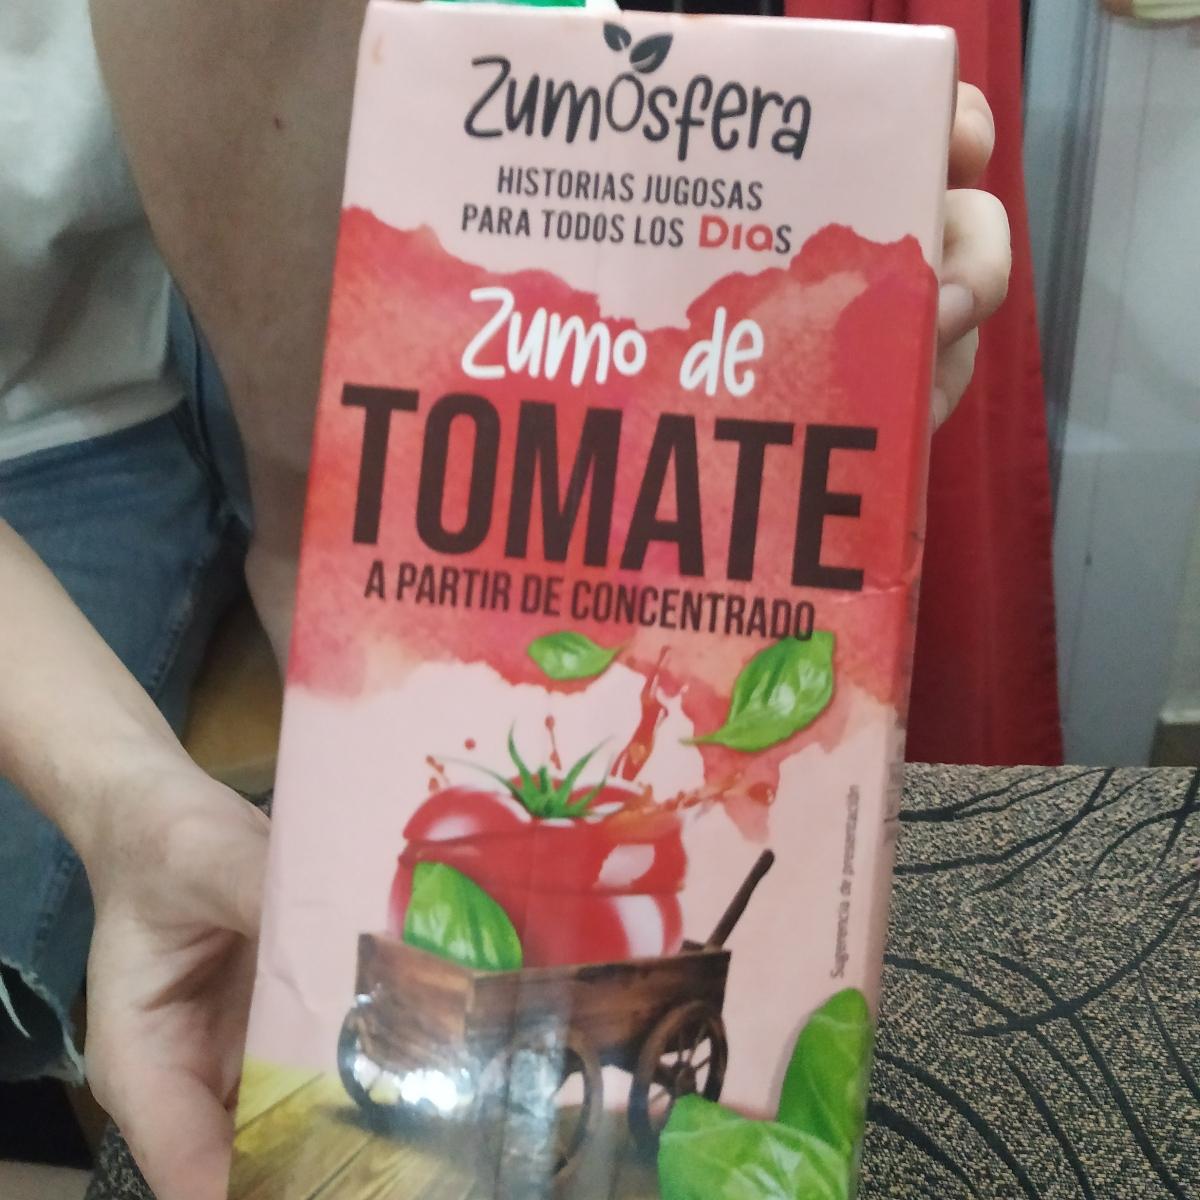 Zumosfera
HISTORIAS JUGOSAS
PARA TODOS LOS DIAS
Zumo de
TOMATE
A PARTIR DE CONCENTRADO
Sugerencia de presentación